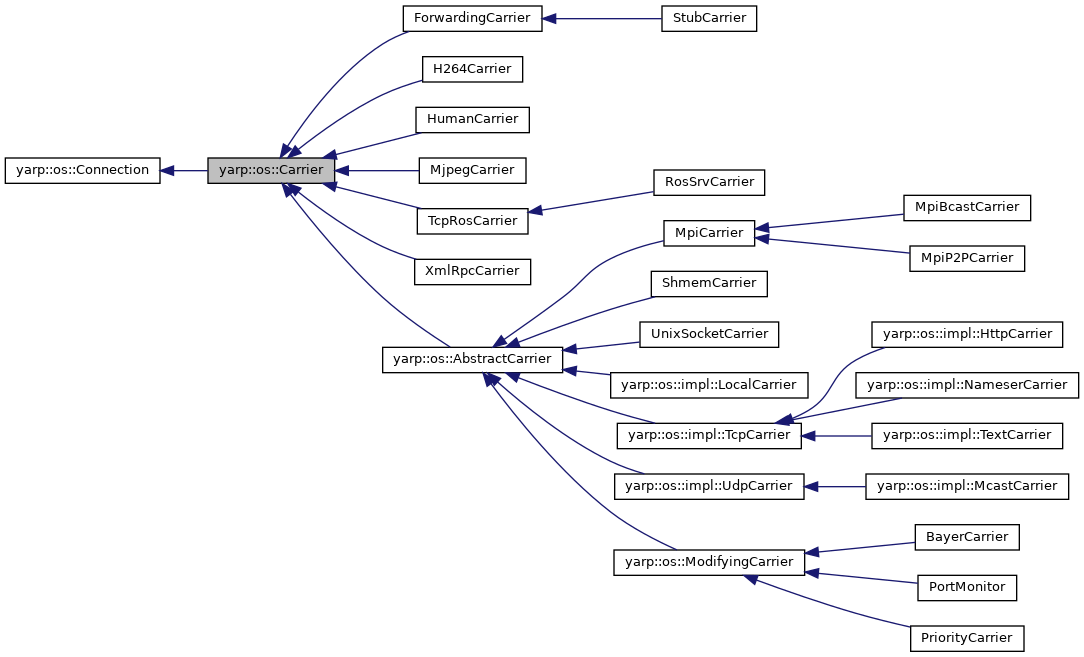 ForwardingCarrier
StubCarrier
H264Carrier
HumanCarrier
yarp::os::Connection
yarp::os::Carrier
MjpegCarrier
RosSrvCarrier
TcpRosCarrier
MpiBcastCarrier
MpiCarrier
MpiP2PCarrier
XmlRpcCarrier
ShmemCarrier
UnixSocketCarrier
yarp::os::impl::HttpCarrier
yarp::os::AbstractCarrier
yarp::os::impl::LocalCarrier
yarp::os::impl::NameserCarrier
yarp::os::impl::TcpCarrier
yarp::os::impl::TextCarrier
yarp::os::impl::UdpCarrier
yarp::os::impl::McastCarrier
BayerCarrier
yarp::os::ModifyingCarrier
PortMonitor
PriorityCarrier